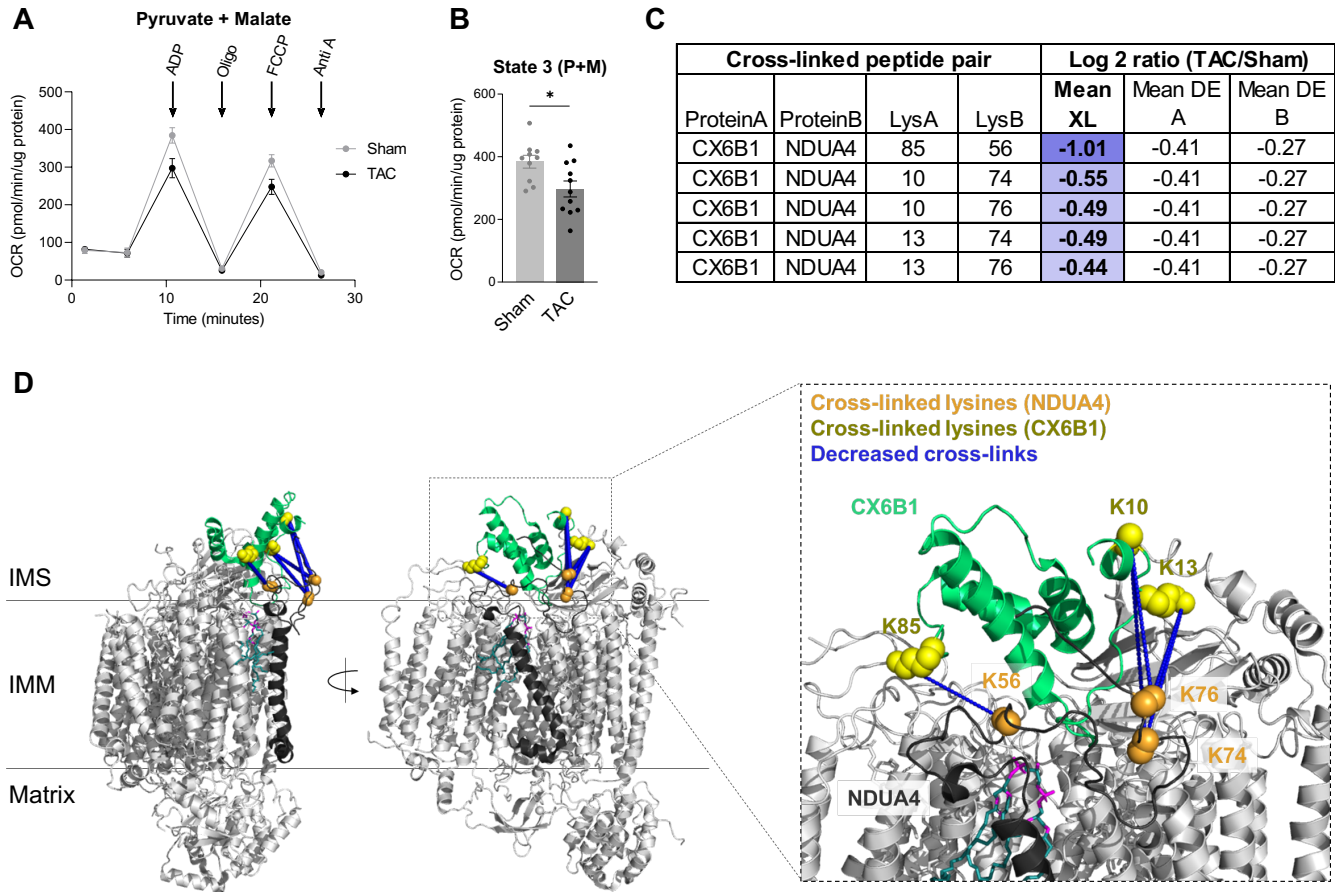 A
Pyruvate + Malate
ADP
Oligo
FCCP
Anti A
500
400
300
200
100
0
0 10 20 30
OCR (pmol/min/ug protein)
Time (minutes)
Sham
TAC
B
State 3 (P+M)
*
600
400
200
0
OCR (pmol/min/ug protein)
Sham
TAC
C
Cross-linked peptide pair Log 2 ratio (TAC/Sham)
ProteinA ProteinB LysA LysB Mean XL Mean DE A Mean DE B
CX6B1 NDUA4 85 56 -1.01 -0.41 -0.27
CX6B1 NDUA4 10 74 -0.55 -0.41 -0.27
CX6B1 NDUA4 10 76 -0.49 -0.41 -0.27
CX6B1 NDUA4 13 74 -0.49 -0.41 -0.27
CX6B1 NDUA4 13 76 -0.44 -0.41 -0.27
D
IMS
IMM
Matrix
Cross-linked lysines (NDUA4)
Cross-linked lysines (CX6B1)
Decreased cross-links
CX6B1
K10
K13
K85
K56
K76
K74
NDUA4